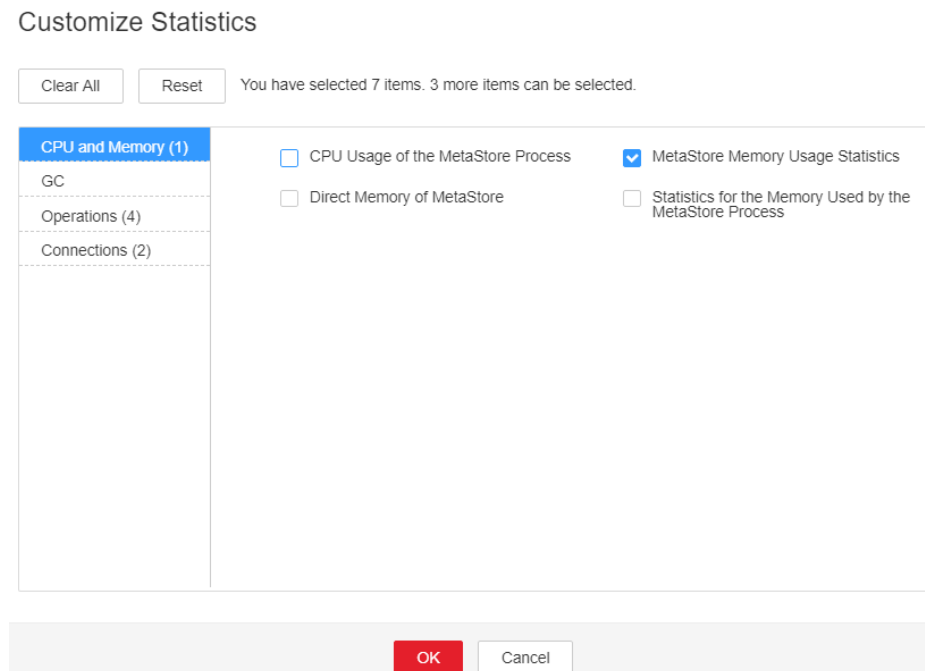 Customize Statistics
Clear All
Reset
You have selected 7 items. 3 more items can be selected.
CPU and Memory (1)
GC
Operations (4)
Connections (2)
CPU Usage of the MetaStore Process
MetaStore Memory Usage Statistics
Direct Memory of MetaStore
Statistics for the Memory Used by the
MetaStore Process
OK
Cancel